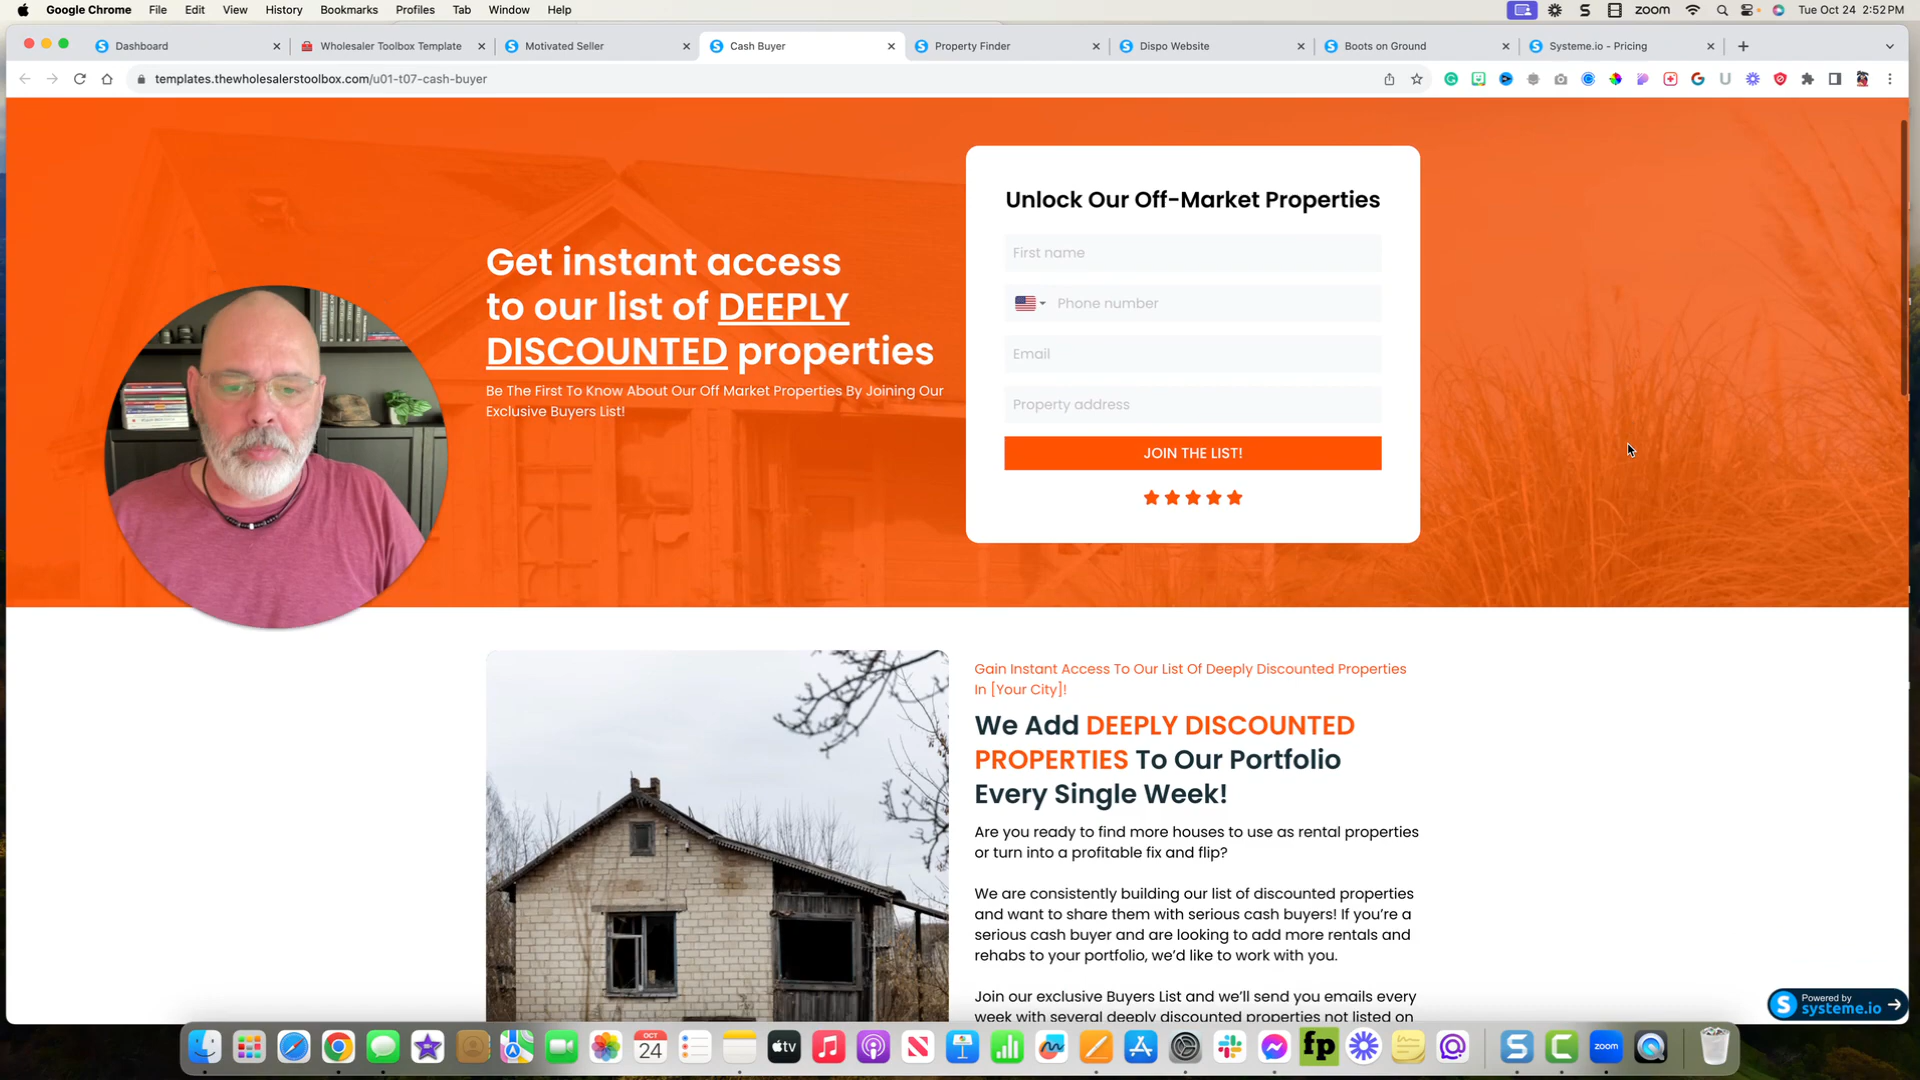 Google Chrome File Edit View History Bookmarks Profiles Tab Window Help zoom Tue Oct 24 2:52 PM
Dashboard Wholesaler Toolbox Template Motivated Seller Cash Buyer Property Finder Dispo Website Boots on Ground Systeme.io - Pricing
templates.thewholesalerstoolbox.com/u01-t07-cash-buyer
Get instant access
to our list of DEEPLY
DISCOUNTED properties
Be The First To Know About Our Off Market Properties By Joining Our
Exclusive Buyers List!
Unlock Our Off-Market Properties
First name
Phone number
Email
Property address
JOIN THE LIST!
Gain Instant Access To Our List Of Deeply Discounted Properties
In [Your City]!
We Add DEEPLY DISCOUNTED
PROPERTIES To Our Portfolio
Every Single Week!
Are you ready to find more houses to use as rental properties
or turn into a profitable fix and flip?
We are consistently building our list of discounted properties
and want to share them with serious cash buyers! If you're a
serious cash buyer and are looking to add more rentals and
rehabs to your portfolio, we'd like to work with you.
Join our exclusive Buyers List and we'll send you emails every
week with several deeply discounted properties not listed on
Powered by
systeme.io
OCT
24
tv
fp
zoom